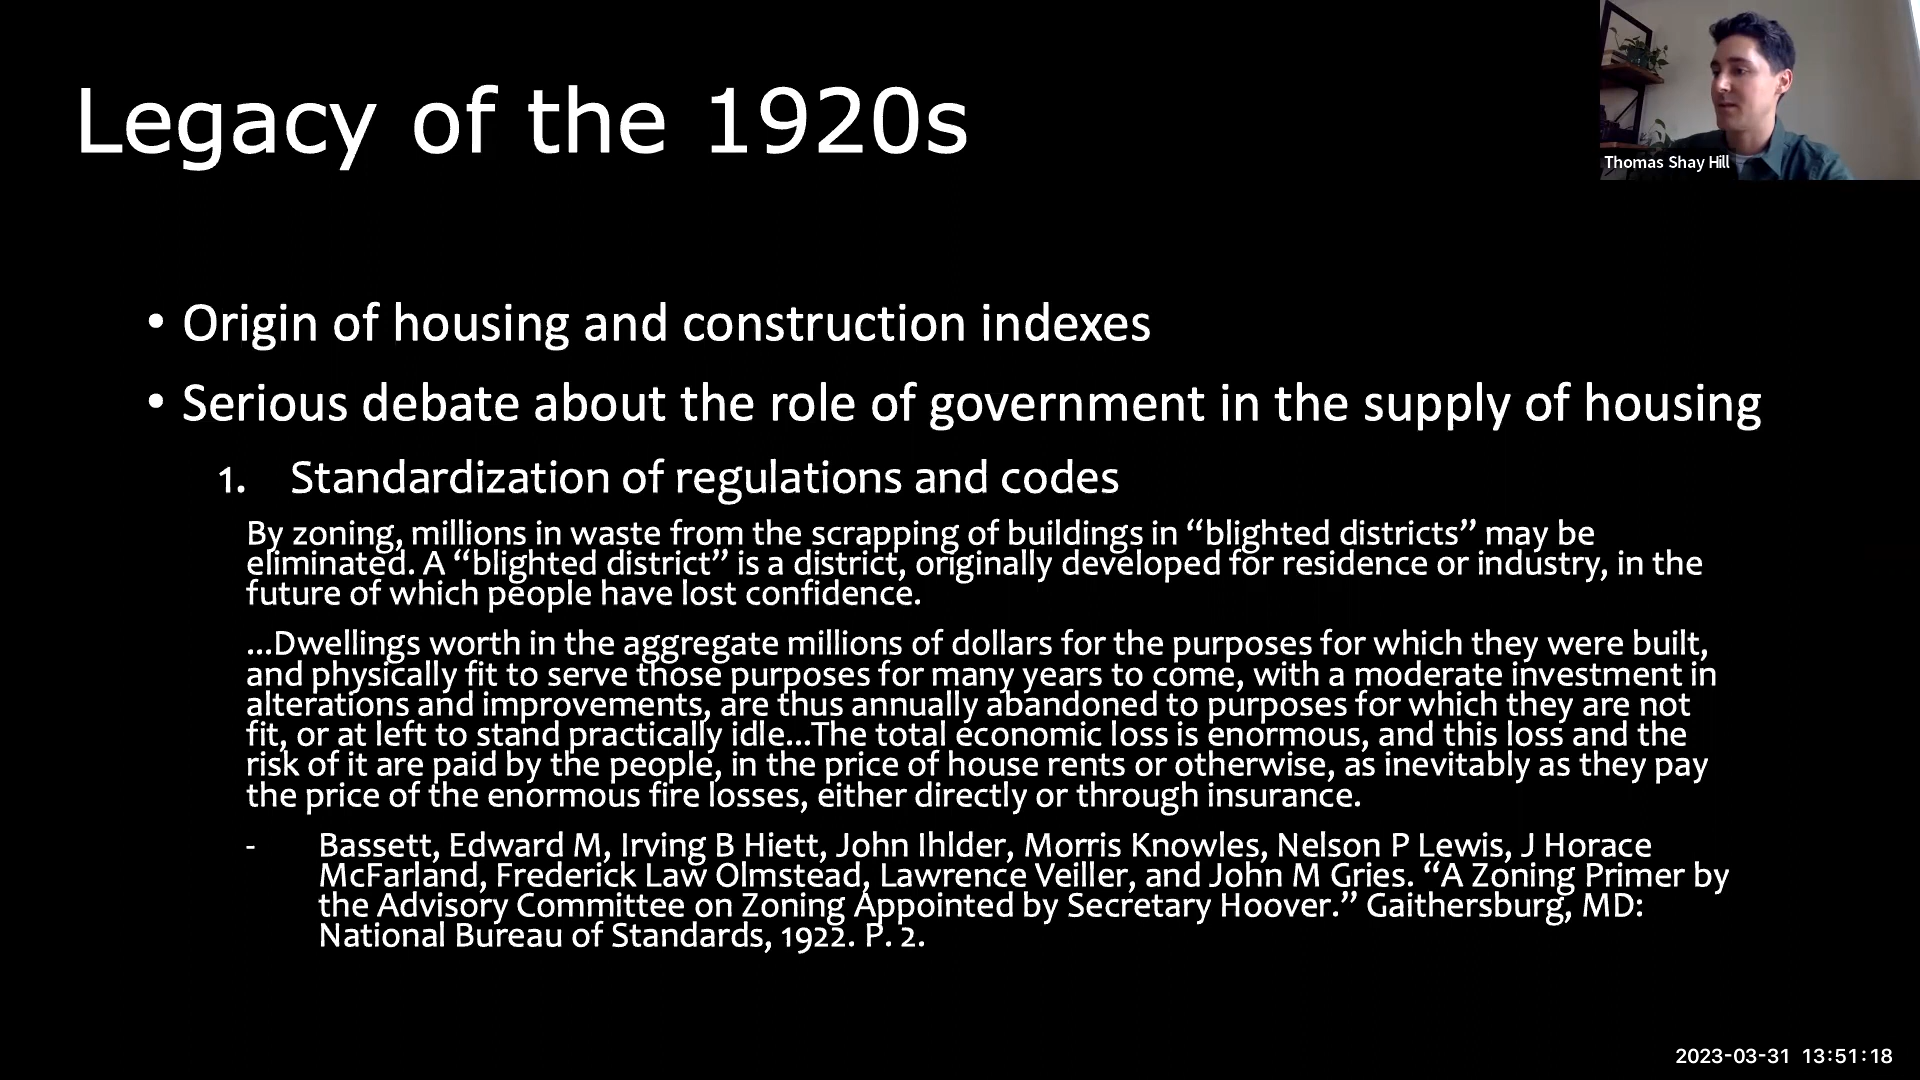 Legacy of the 1920s
Thomas Shay Hill
• Origin of housing and construction indexes
• Serious debate about the role of government in the supply of housing
1. Standardization of regulations and codes
By zoning, millions in waste from the scrapping of buildings in “blighted districts” may be
eliminated. A “blighted district” is a district, originally developed for residence or industry, in the
future of which people have lost confidence.
...Dwellings worth in the aggregate millions of dollars for the purposes for which they were built,
and physically fit to serve those purposes for many years to come, with a moderate investment in
alterations and improvements, are thus annually abandoned to purposes for which they are not
fit, or at left to stand practically idle...The total economic loss is enormous, and this loss and the
risk of it are paid by the people, in the price of house rents or otherwise, as inevitably as they pay
the price of the enormous fire losses, either directly or through insurance.
- Bassett, Edward M, Irving B Hiett, John Ihlder, Morris Knowles, Nelson P Lewis, J Horace
McFarland, Frederick Law Olmstead, Lawrence Veiller, and John M Gries. “A Zoning Primer by
the Advisory Committee on Zoning Appointed by Secretary Hoover.” Gaithersburg, MD:
National Bureau of Standards, 1922. P. 2.
2023-03-31 13:51:18